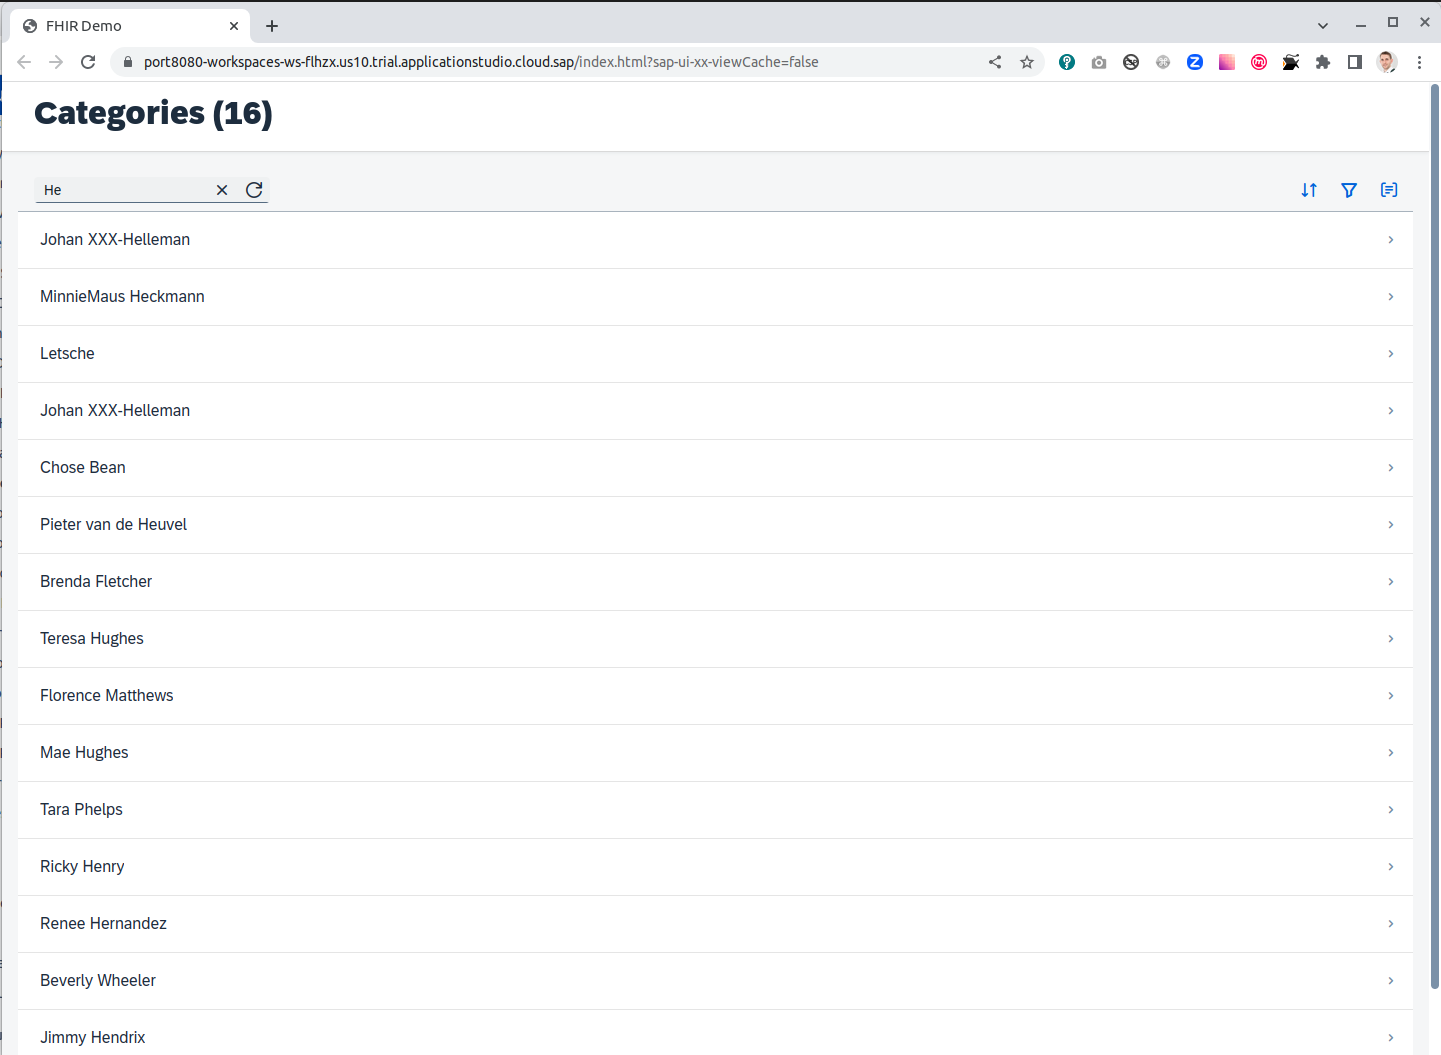 FHIR Demo
port8080-workspaces-ws-flhzx.us10.trial.applicationstudio.cloud.sap/index.html?sap-ui-xx-viewCache=false
Categories (16)
He
Johan XXX-Helleman
MinnieMaus Heckmann
Letsche
Johan XXX-Helleman
Chose Bean
Pieter van de Heuvel
Brenda Fletcher
Teresa Hughes
Florence Matthews
Mae Hughes
Tara Phelps
Ricky Henry
Renee Hernandez
Beverly Wheeler
Jimmy Hendrix